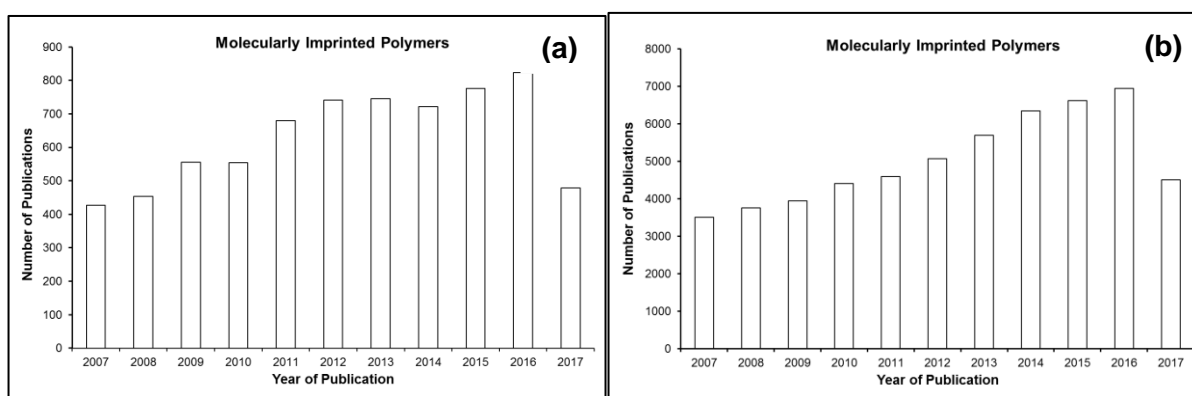 Molecularly Imprinted Polymers
(a)
900
800
700
600
500
400
300
200
100
0
Number of Publications
2007 2008 2009 2010 2011 2012 2013 2014 2015 2016 2017
Year of Publication
Molecularly Imprinted Polymers
(b)
8000
7000
6000
5000
4000
3000
2000
1000
0
Number of Publications
2007 2008 2009 2010 2011 2012 2013 2014 2015 2016 2017
Year of Publication